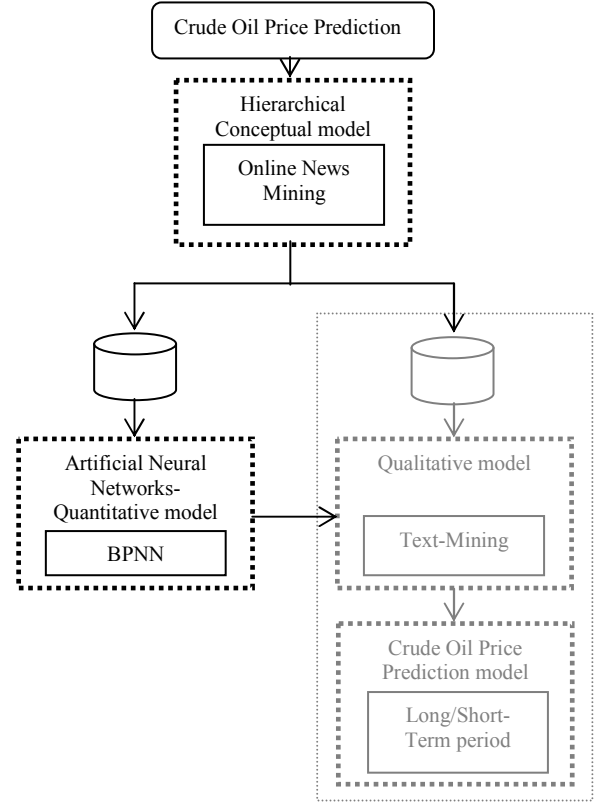 Crude Oil Price Prediction
Hierarchical
Conceptual model
Online News
Mining
Artificial Neural
Networks-
Quantitative model
BPNN
Qualitative model
Text-Mining
Crude Oil Price
Prediction model
Long/Short-
Term period